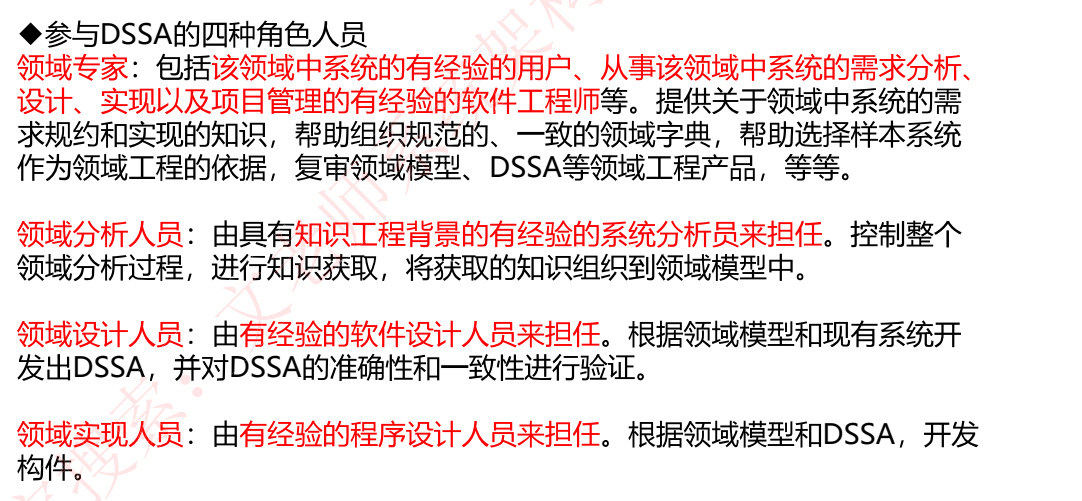 ◆参与DSSA的四种角色人员
领域专家：包括该领域中系统的有经验的用户、从事该领域中系统的需求分析、
设计、实现以及项目管理的有经验的软件工程师等。提供关于领域中系统的需
求规约和实现的知识，帮助组织规范的、一致的领域字典，帮助选择样本系统
作为领域工程的依据，复审领域模型、DSSA等领域工程产品，等等。
领域分析人员：由具有知识工程背景的有经验的系统分析员来担任。控制整个
领域分析过程，进行知识获取，将获取的知识组织到领域模型中。
领域设计人员：由有经验的软件设计人员来担任。根据领域模型和现有系统开
发出DSSA，并对DSSA的准确性和一致性进行验证。
领域实现人员：由有经验的程序设计人员来担任。根据领域模型和DSSA，开发
构件。